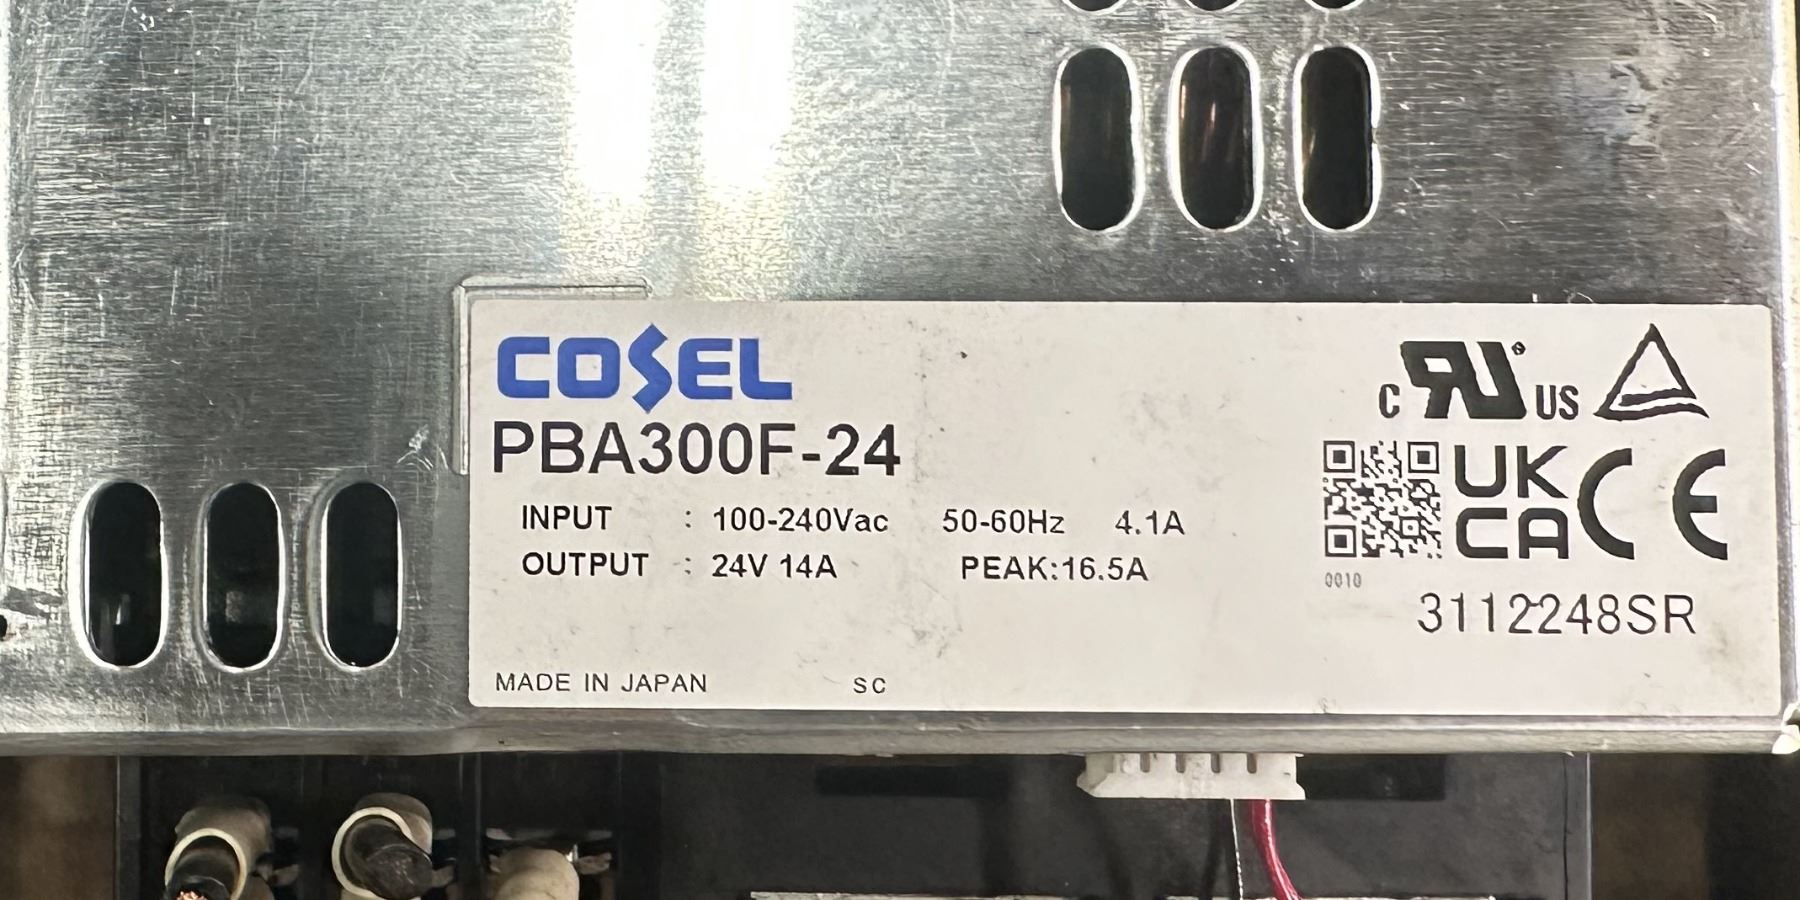 COSEL
PBA300F-24
INPUT : 100-240Vac 50-60Hz 4.1A
OUTPUT : 24V 14A PEAK:16.5A
MADE IN JAPAN SC
C RU US
UK
CA CE
0010
3112248SR